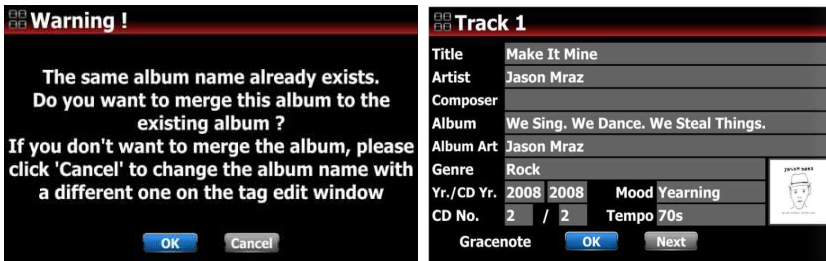 Warning !
The same album name already exists.
Do you want to merge this album to the
existing album ?
If you don't want to merge the album, please
click 'Cancel' to change the album name with
a different one on the tag edit window
OK Cancel
Track 1
Title Make It Mine
Artist Jason Mraz
Composer
Album We Sing. We Dance. We Steal Things.
Album Art Jason Mraz
Genre Rock
Yr./CD Yr. 2008 2008 Mood Yearning
CD No. 2 / 2 Tempo 70s
Gracenote OK Next
JASON MRAZ